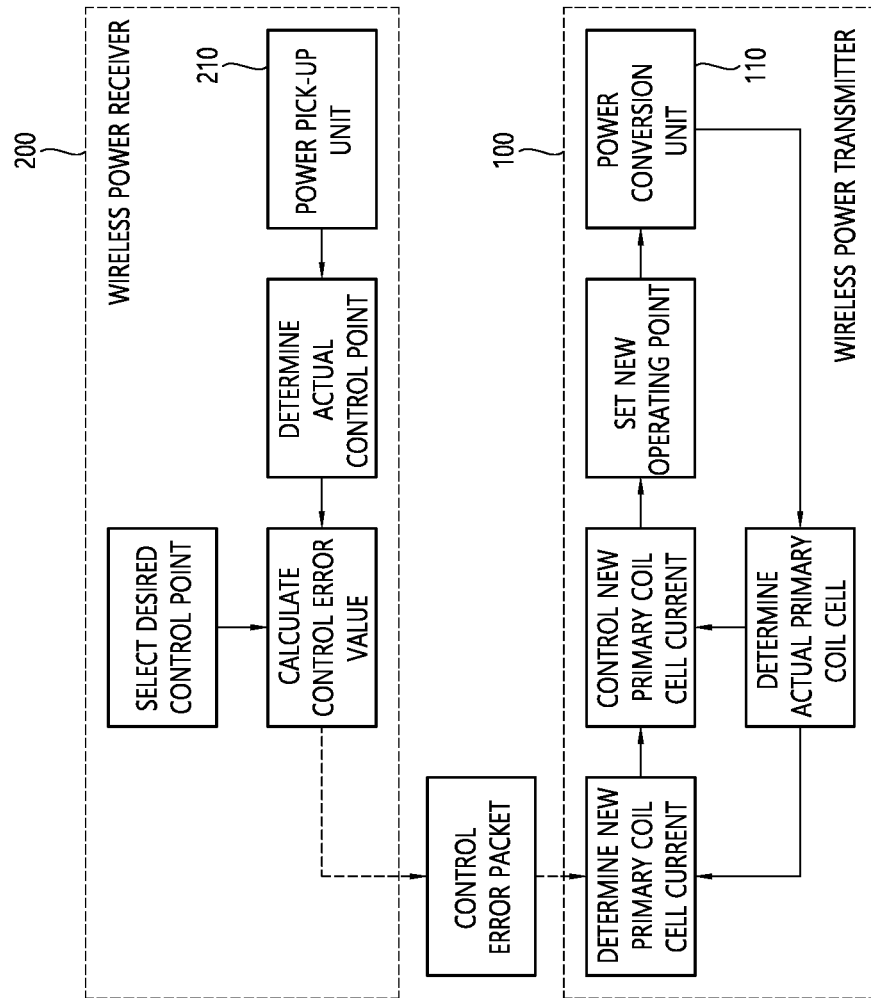 200
WIRELESS POWER RECEIVER
SELECT DESIRED
CONTROL POINT
CALCULATE
CONTROL ERROR
VALUE
DETERMINE
ACTUAL
CONTROL POINT
POWER PICK-UP
UNIT
210
CONTROL
ERROR PACKET
100
DETERMINE NEW
PRIMARY COIL
CELL CURRENT
CONTROL NEW
PRIMARY COIL
CELL CURRENT
SET NEW
OPERATING POINT
POWER
CONVERSION
UNIT
110
DETERMINE
ACTUAL PRIMARY
COIL CELL
WIRELESS POWER TRANSMITTER